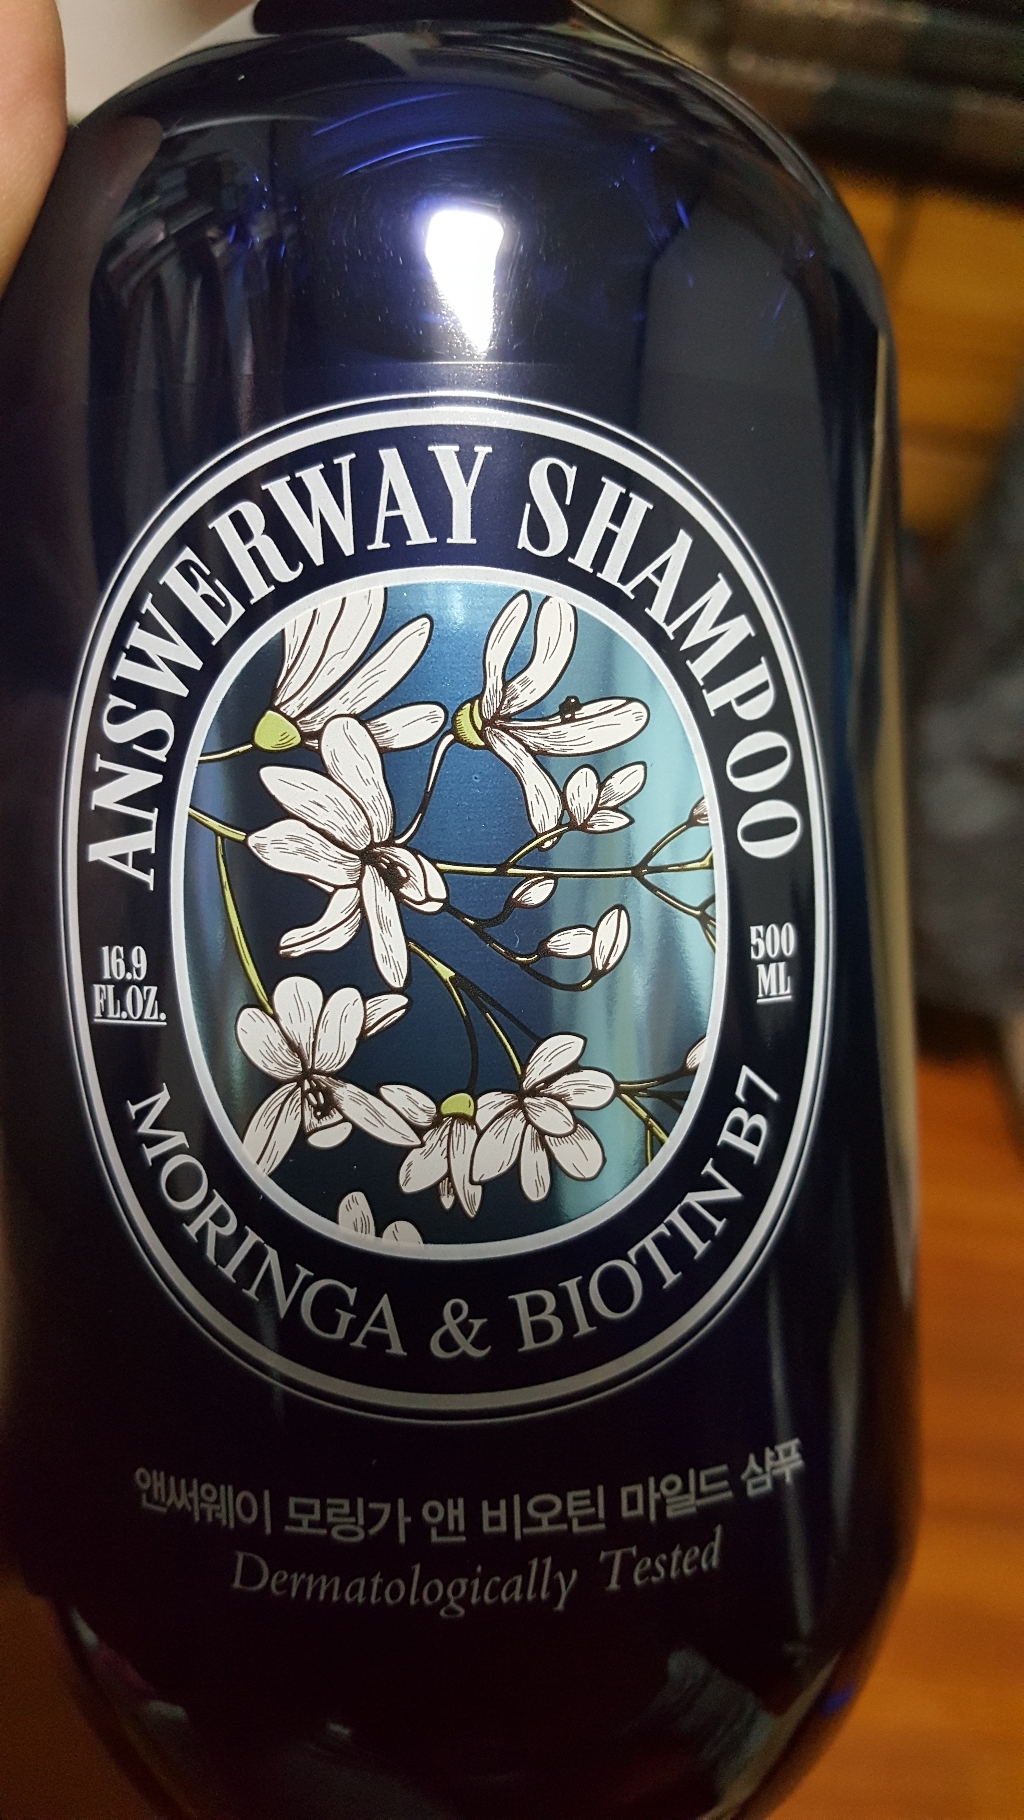 ANSWERWAY SHAMPOO
16.9
FL.OZ.
500
ML
MORINGA & BIOTIN B7
앤써웨이 모링가 앤 비오틴 마일드 샴푸
Dermatologically Tested